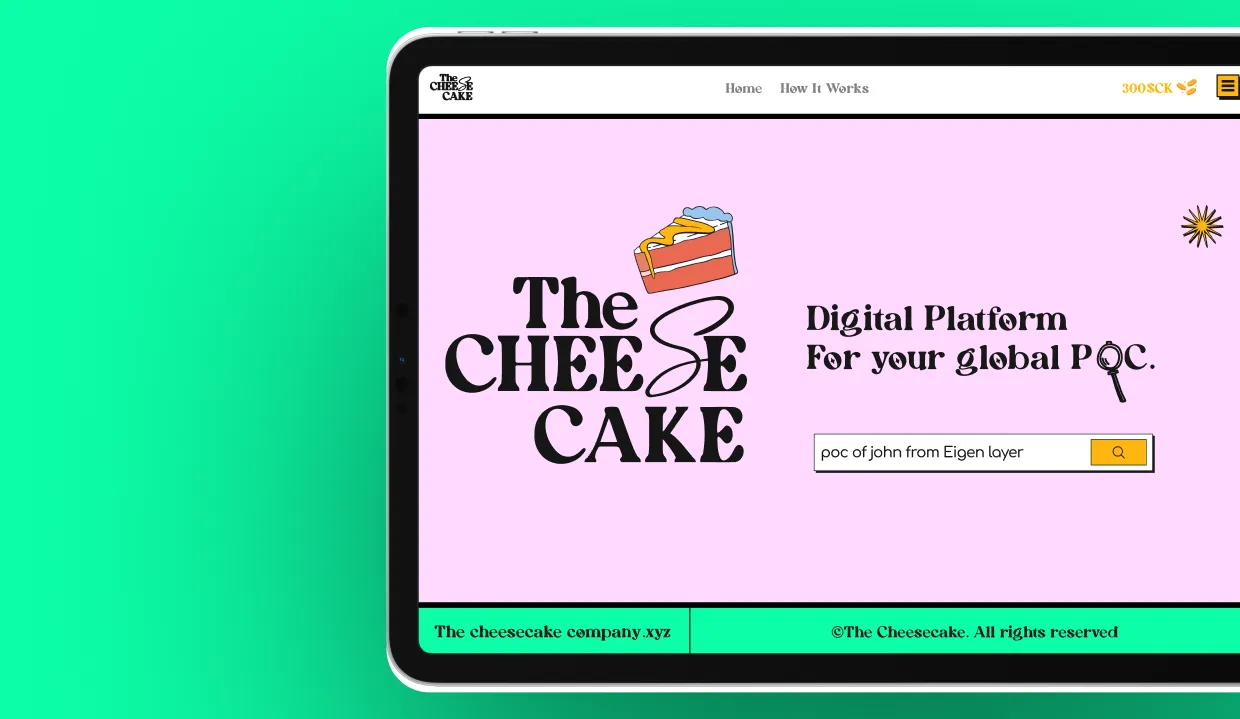 The
CHEESE
CAKE
Home
How It Works
300$CK
The
CHEESE
CAKE
Digital Platform
For your global POC.
poc of john from Eigen layer
The cheesecake company.xyz
©The Cheesecake. All rights reserved